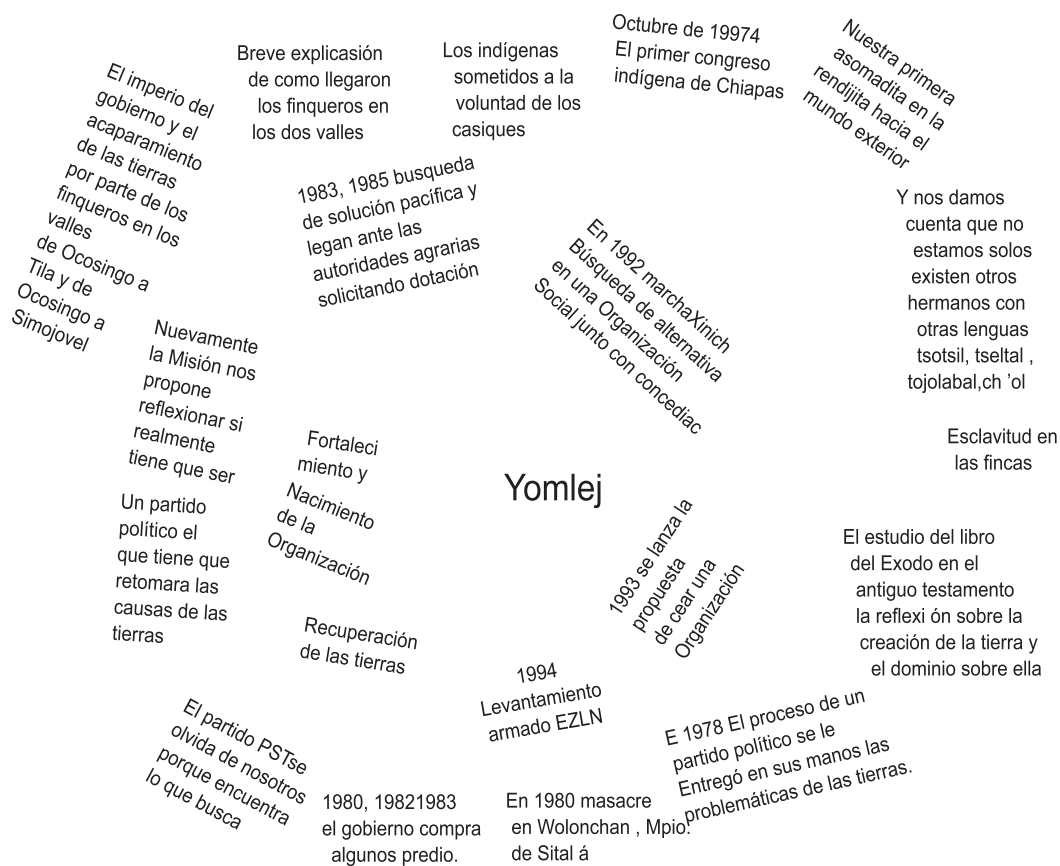 El imperio del
gobierno y el
acaparamiento
de las tierras
por parte de los
finqueros en los
valles
de Ocosingo a
Tila y de
Ocosingo a
Simojovel
Breve explicasión
de como llegaron
los finqueros en
los dos valles
Los indígenas
sometidos a la
voluntad de los
casiques
Octubre de 19974
El primer congreso
indígena de Chiapas
Nuestra primera
asomadita en la
rendijita hacia el
mundo exterior
Y nos damos
cuenta que no
estamos solos
existen otros
hermanos con
otras lenguas
tsotsil, tseltal ,
tojolabal,ch 'ol
Esclavitud en
las fincas
El estudio del libro
del Exodo en el
antiguo testamento
la reflexi ón sobre la
creación de la tierra y
el dominio sobre ella
E 1978 El proceso de un
partido político se le
Entregó en sus manos las
problemáticas de las tierras.
En 1980 masacre
en Wolonchan , Mpio.
de Sital á
1980, 19821983
el gobierno compra
algunos predio.
El partido PSTse
olvida de nosotros
porque encuentra
lo que busca
Un partido
político el
que tiene que
retomara las
causas de las
tierras
Nuevamente
la Misión nos
propone
reflexionar si
realmente
tiene que ser
1983, 1985 busqueda
de solución pacífica y
legan ante las
autoridades agrarias
solicitando dotación
En 1992 marchaXinich
Búsqueda de alternativa
en una Organización
Social junto con concediac
1993 se lanza la
propuesta
de cear una
Organización
1994
Levantamiento
armado EZLN
Recuperación
de las tierras
Fortaleci
miento y
Nacimiento
de la
Organización
Yomlej